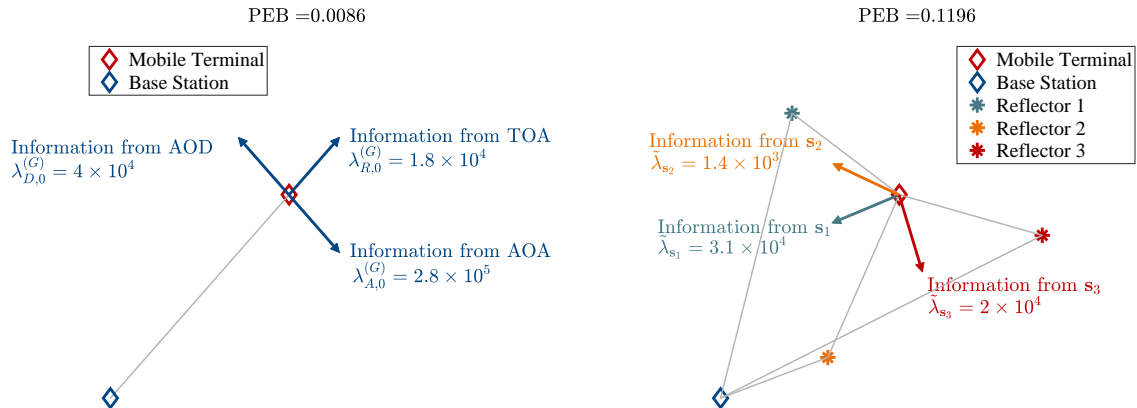 PEB =0.0086
Mobile Terminal
Base Station
Information from AOD
λ_{D,0}^{(G)} = 4 × 10^4
Information from TOA
λ_{R,0}^{(G)} = 1.8 × 10^4
Information from AOA
λ_{A,0}^{(G)} = 2.8 × 10^5
PEB =0.1196
Mobile Terminal
Base Station
Reflector 1
Reflector 2
Reflector 3
Information from s_2
λ̃_{s_2} = 1.4 × 10^3
Information from s_1
λ̃_{s_1} = 3.1 × 10^4
Information from s_3
λ̃_{s_3} = 2 × 10^4